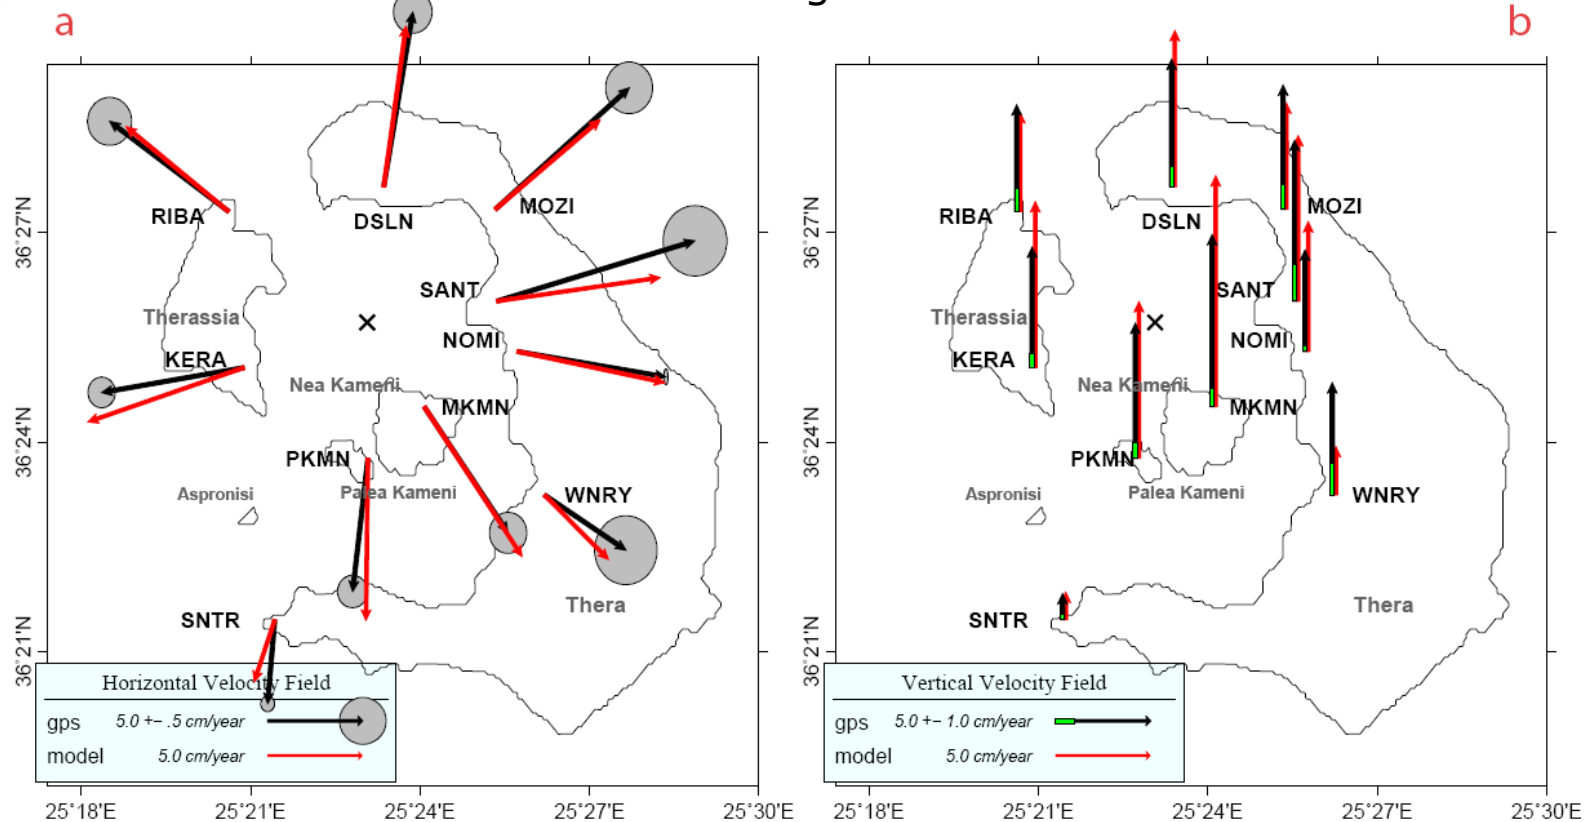 a
RIBA
DSLN
MOZI
SANT
Therassia
NOMI
KERA
Nea Kameni
MKMN
PKMN
Palea Kameni
Aspronisi
WNRY
Thera
SNTR
Horizontal Velocity Field
gps 5.0 +− .5 cm/year
model 5.0 cm/year
36°27'N
36°24'N
36°21'N
25°18'E 25°21'E 25°24'E 25°27'E 25°30'E
b
RIBA
DSLN
MOZI
SANT
Therassia
NOMI
KERA
Nea Kameni
MKMN
PKMN
Palea Kameni
Aspronisi
WNRY
Thera
SNTR
Vertical Velocity Field
gps 5.0 +− 1.0 cm/year
model 5.0 cm/year
36°27'N
36°24'N
36°21'N
25°18'E 25°21'E 25°24'E 25°27'E 25°30'E